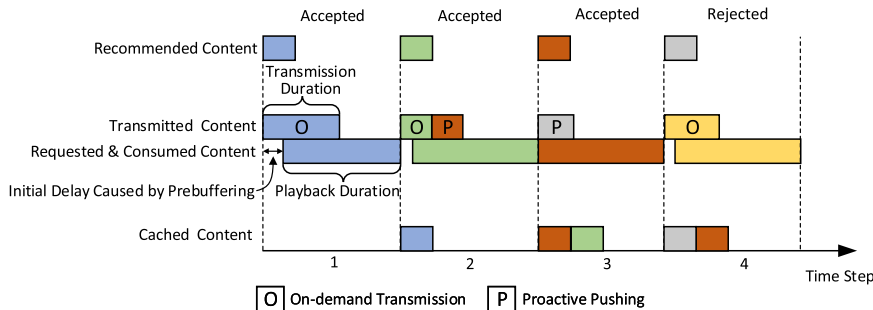 Accepted Accepted Accepted Rejected
Recommended Content
Transmission
Duration
Transmitted Content O O P P O
Requested & Consumed Content
Initial Delay Caused by Prebuffering Playback Duration
Cached Content
1 2 3 4
Time Step
O On-demand Transmission P Proactive Pushing